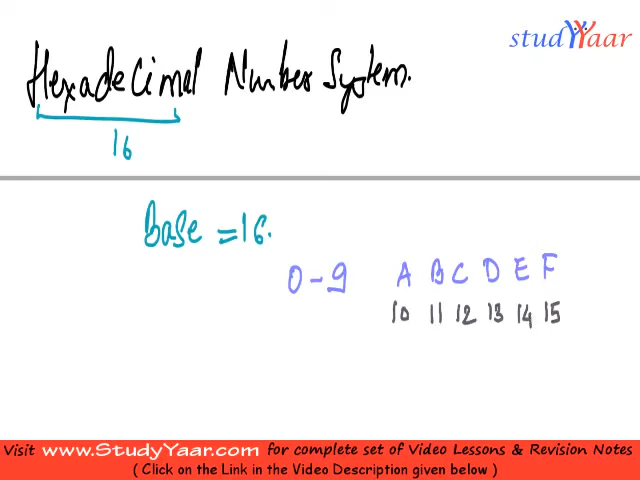 studYYaar
Hexadecimal Number System.
16
Base = 16.
0 - 9 A B C D E F
10 11 12 13 14 15
Visit www.StudyYaar.com for complete set of Video Lessons & Revision Notes
( Click on the Link in the Video Description given below )